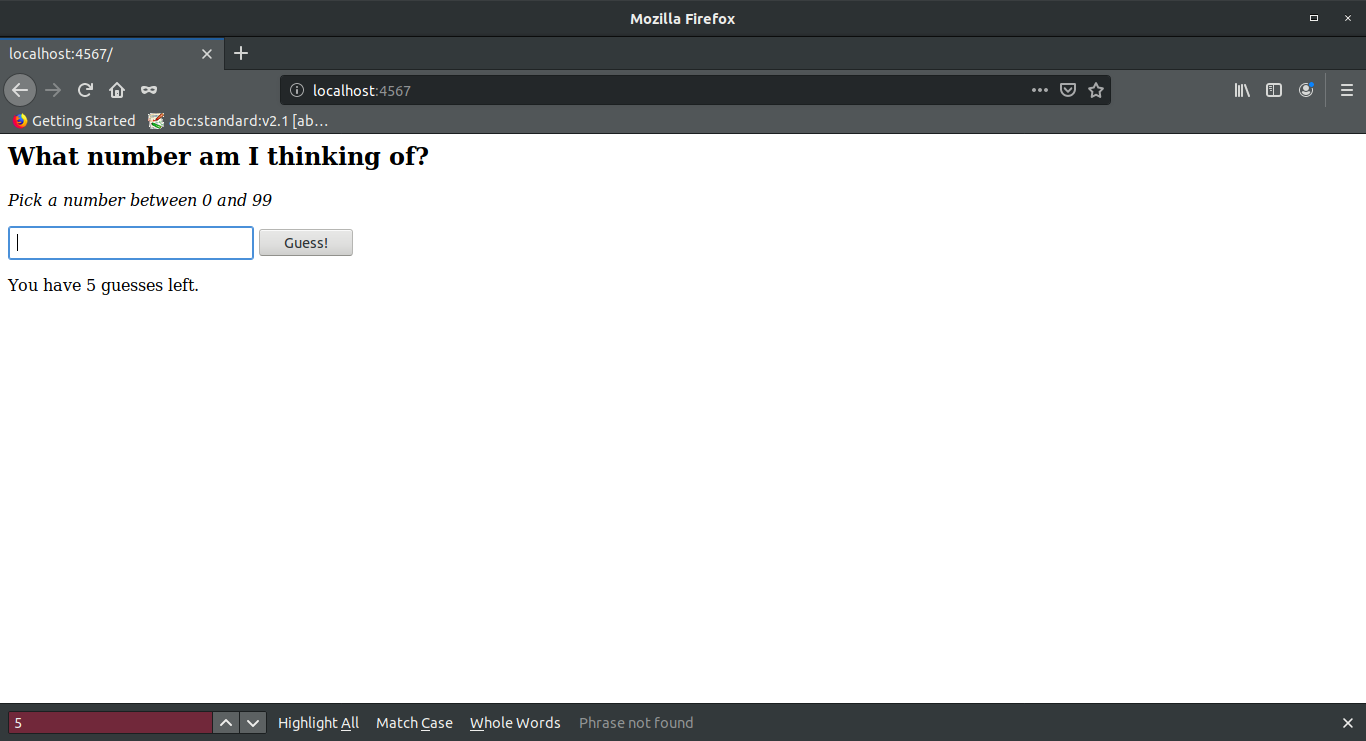 Mozilla Firefox
localhost:4567/
localhost:4567
Getting Started abc:standard:v2.1 [ab…
What number am I thinking of?
Pick a number between 0 and 99
Guess!
You have 5 guesses left.
5 Highlight All Match Case Whole Words Phrase not found